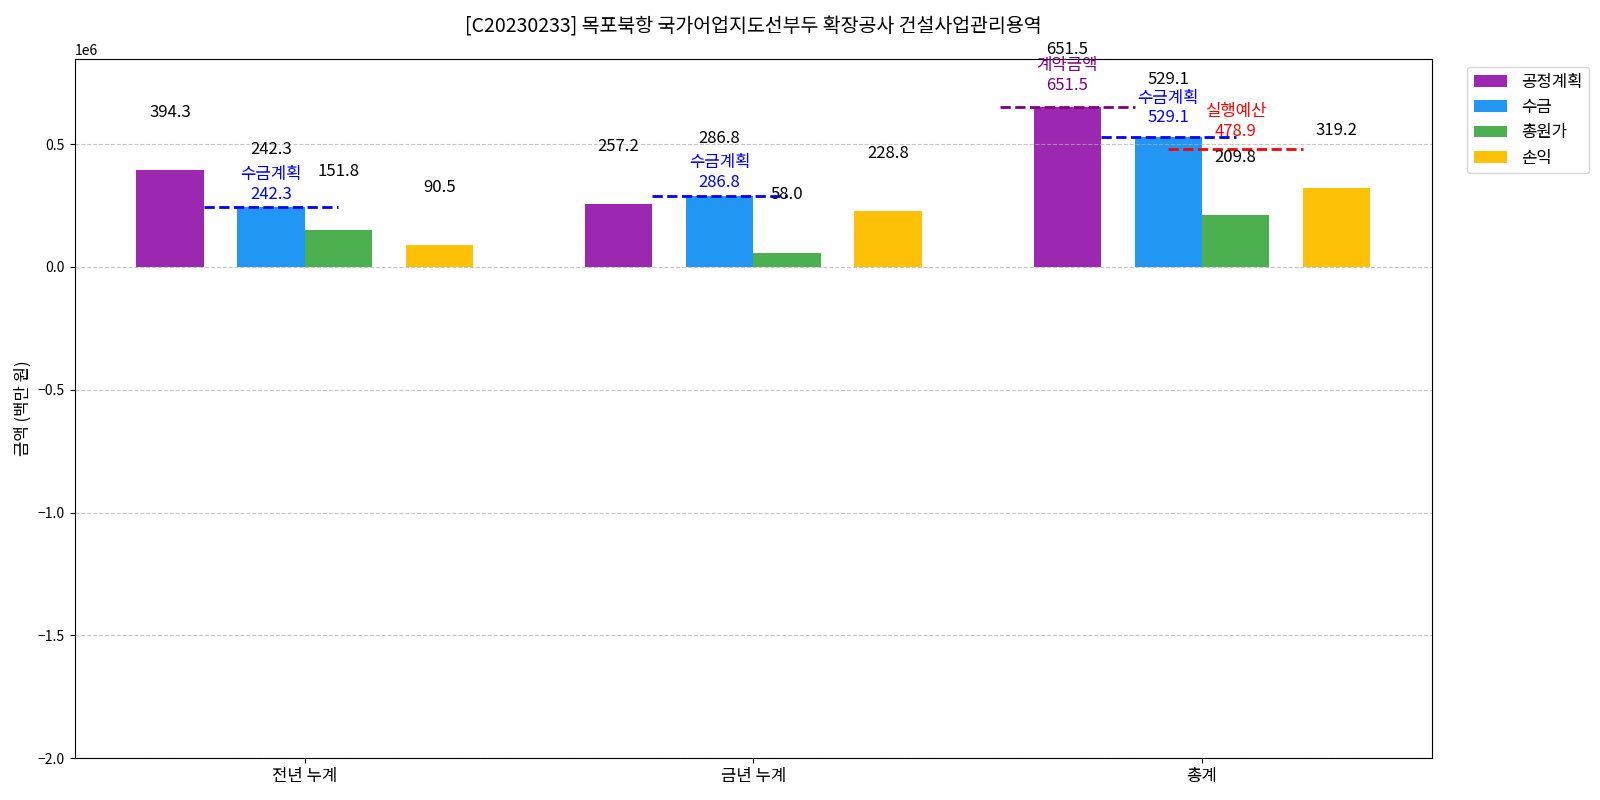 [C20230233] 목포북항 국가어업지도선부두 확장공사 건설사업관리용역
1e6
금액 (백만 원)
0.5
0.0
−0.5
−1.0
−1.5
−2.0
394.3
242.3
수금계획
242.3
151.8
90.5
257.2
286.8
수금계획
286.8
58.0
228.8
651.5
계약금액
651.5
529.1
수금계획
529.1
실행예산
478.9
209.8
319.2
전년 누계
금년 누계
총계
공정계획
수금
총원가
손익